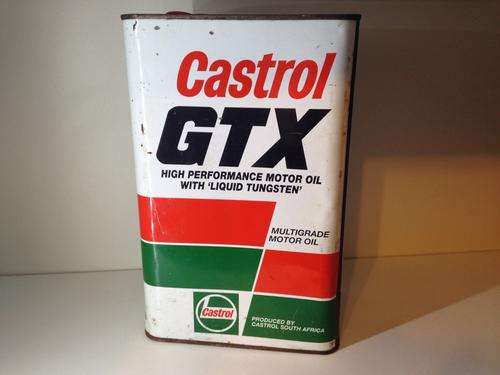 Castrol
GTX
HIGH PERFORMANCE MOTOR OIL
WITH 'LIQUID TUNGSTEN'
MULTIGRADE
MOTOR OIL
Castrol
PRODUCED BY
CASTROL SOUTH AFRICA